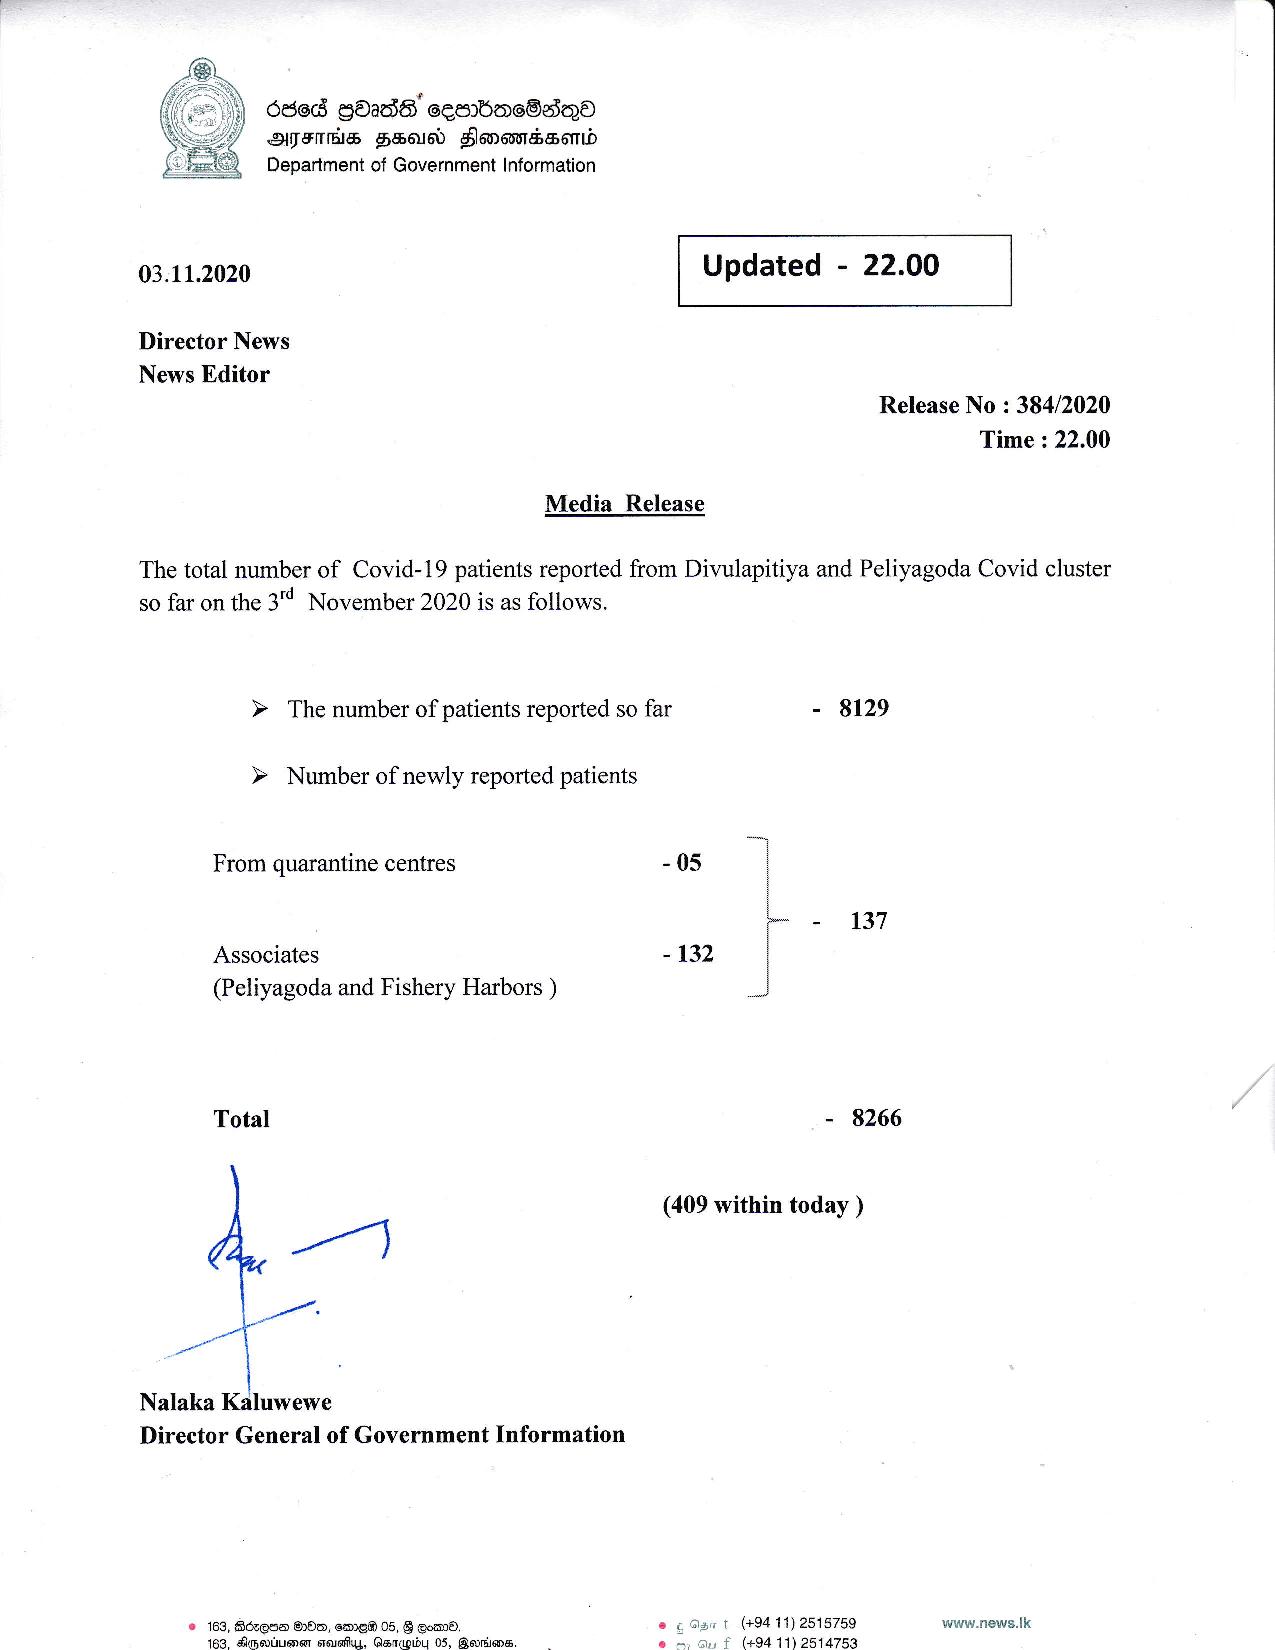 රජයේ ප්‍රවෘත්ති දෙපාර්තමේන්තුව
அரசாங்க தகவல் திணைக்களம்
Department of Government Information
03.11.2020
Updated - 22.00
Director News
News Editor
Release No : 384/2020
Time : 22.00
Media Release
The total number of Covid-19 patients reported from Divulapitiya and Peliyagoda Covid cluster
so far on the 3rd November 2020 is as follows.
➢ The number of patients reported so far - 8129
➢ Number of newly reported patients
From quarantine centres - 05
- 137
Associates - 132
(Peliyagoda and Fishery Harbors )
Total - 8266
(409 within today )
Nalaka Kaluwewe
Director General of Government Information
163, කිරුලපන මාවත, කොළඹ 05, ශ්‍රී ලංකාව. (+94 11) 2515759 www.news.lk
163, கிருலப்பனை எவனியூ, கொழும்பு 05, இலங்கை. (+94 11) 2514753